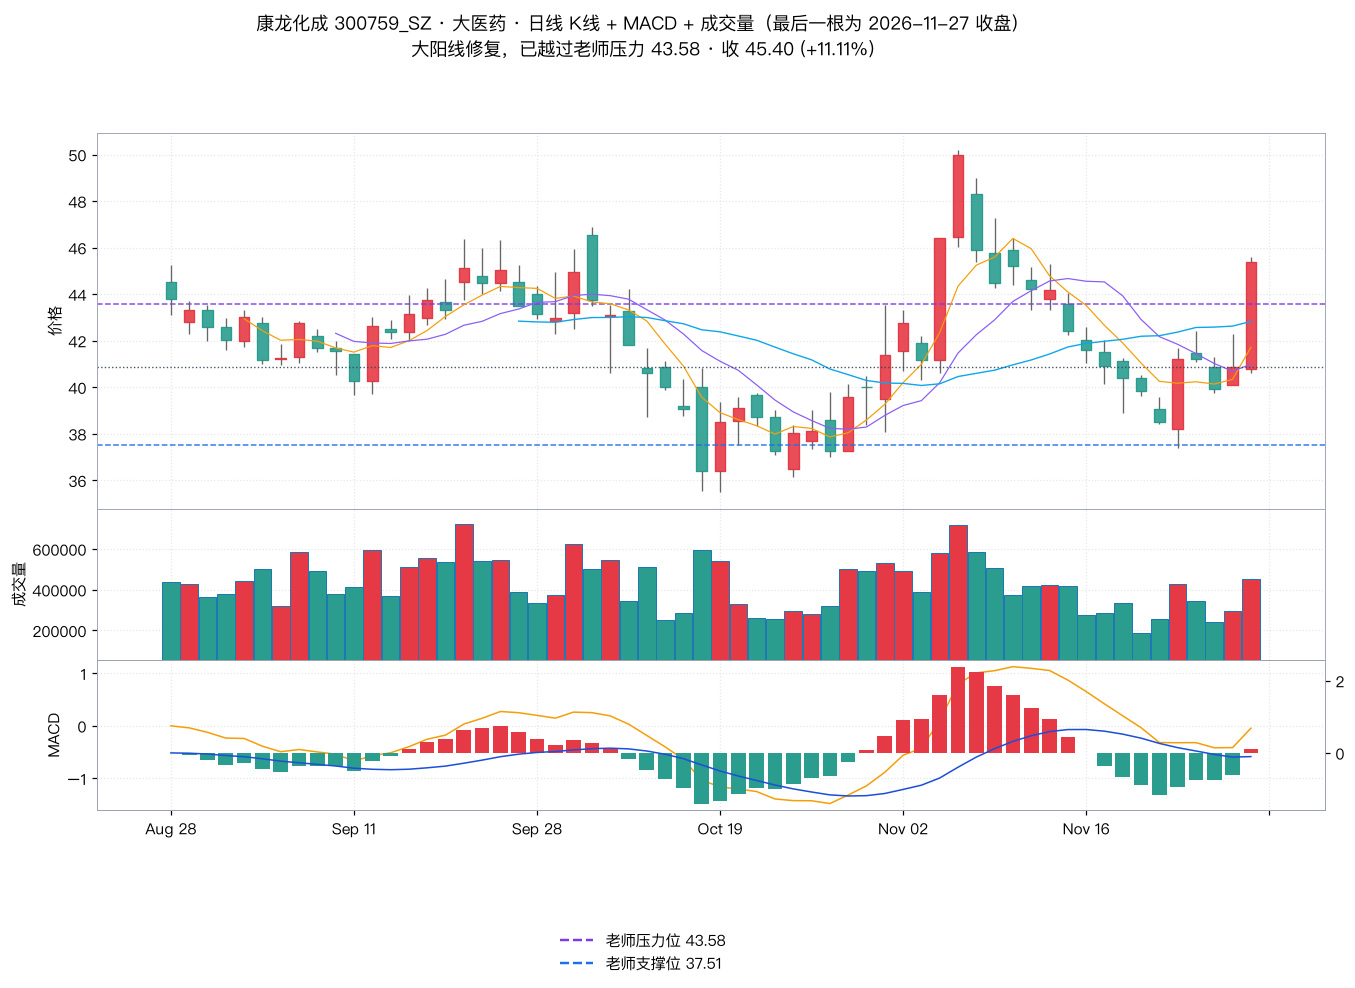 康龙化成 300759_SZ · 大医药 · 日线 K线 + MACD + 成交量（最后一根为 2026-11-27 收盘）
大阳线修复，已越过老师压力 43.58 · 收 45.40 (+11.11%)
价格
50
48
46
44
42
40
38
36
成交量
600000
400000
200000
MACD
1
0
−1
2
0
Aug 28
Sep 11
Sep 28
Oct 19
Nov 02
Nov 16
老师压力位 43.58
老师支撑位 37.51